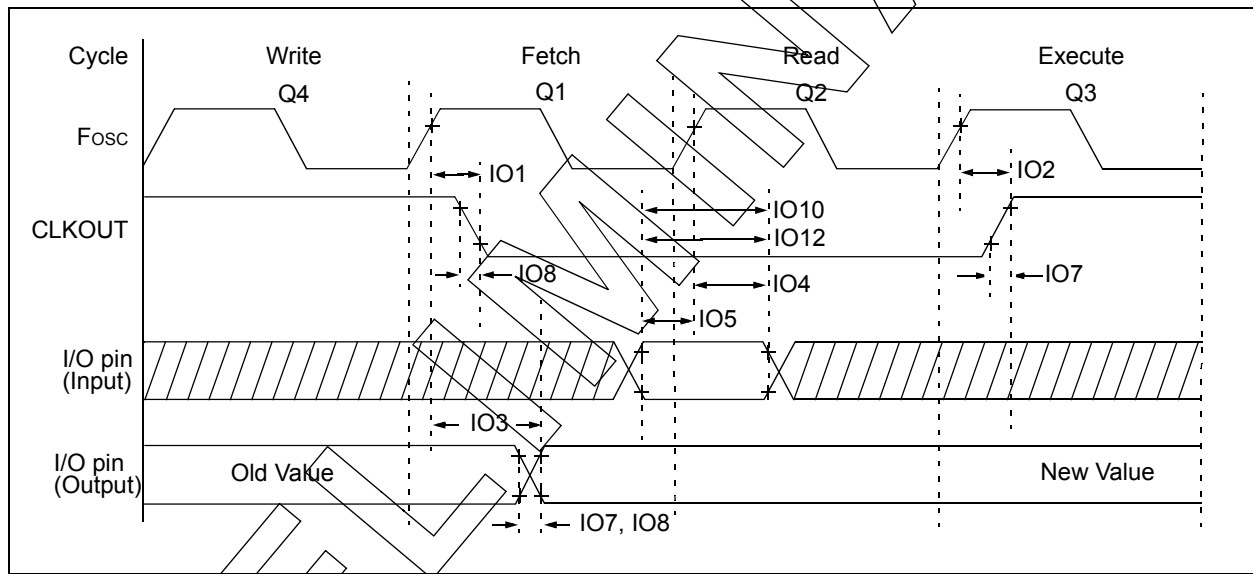 Cycle Write Fetch Read Execute
Q4 Q1 Q2 Q3
Fosc
IO1 IO2
CLKOUT
IO10
IO12
IO8 IO4 IO7
IO5
I/O pin
(Input)
IO3
I/O pin
(Output)
Old Value New Value
IO7, IO8